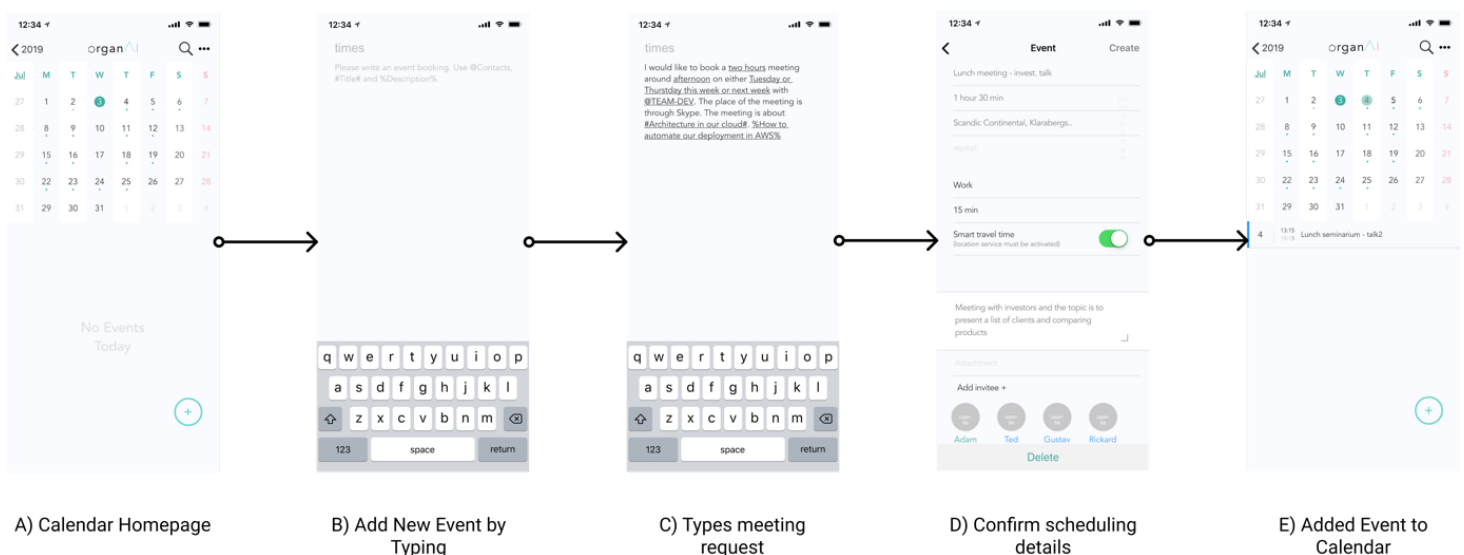 12:34
2019
organAI
Jul M T W T F S S
27 1 2 3 4 5 6 7
28 8 9 10 11 12 13 14
29 15 16 17 18 19 20 21
30 22 23 24 25 26 27 28
31 29 30 31 1 2 3 4
No Events
Today
+
A) Calendar Homepage
12:34
times
Please write an event booking. Use @Contacts,
#Title# and %Description%
q w e r t y u i o p
a s d f g h j k l
z x c v b n m
123 space return
B) Add New Event by
Typing
12:34
times
I would like to book a two hours meeting
around afternoon on either Tuesday or
Thurstday this week or next week with
@TEAM-DEV. The place of the meeting is
through Skype. The meeting is about
#Architecture in our cloud#. %How to
automate our deployment in AWS%
q w e r t y u i o p
a s d f g h j k l
z x c v b n m
123 space return
C) Types meeting
request
12:34
Event Create
Lunch meeting - invest. talk
1 hour 30 min
Scandic Continental, Klarabergs..
repeat
Work
15 min
Smart travel time
(location service must be activated)
Meeting with investors and the topic is to
present a list of clients and comparing
products
Attachment
Add invitee +
Adam Ted Gustav Rickard
Delete
D) Confirm scheduling
details
12:34
2019
organAI
Jul M T W T F S S
27 1 2 3 4 5 6 7
28 8 9 10 11 12 13 14
29 15 16 17 18 19 20 21
30 22 23 24 25 26 27 28
31 29 30 31 1 2 3 4
4 13:15 Lunch seminarium - talk2
+
E) Added Event to
Calendar